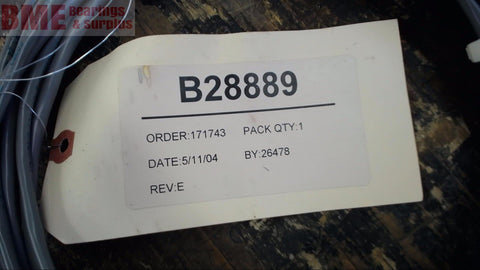 BME Bearings
& Surplus
B28889
ORDER:171743 PACK QTY:1
DATE:5/11/04 BY:26478
REV:E